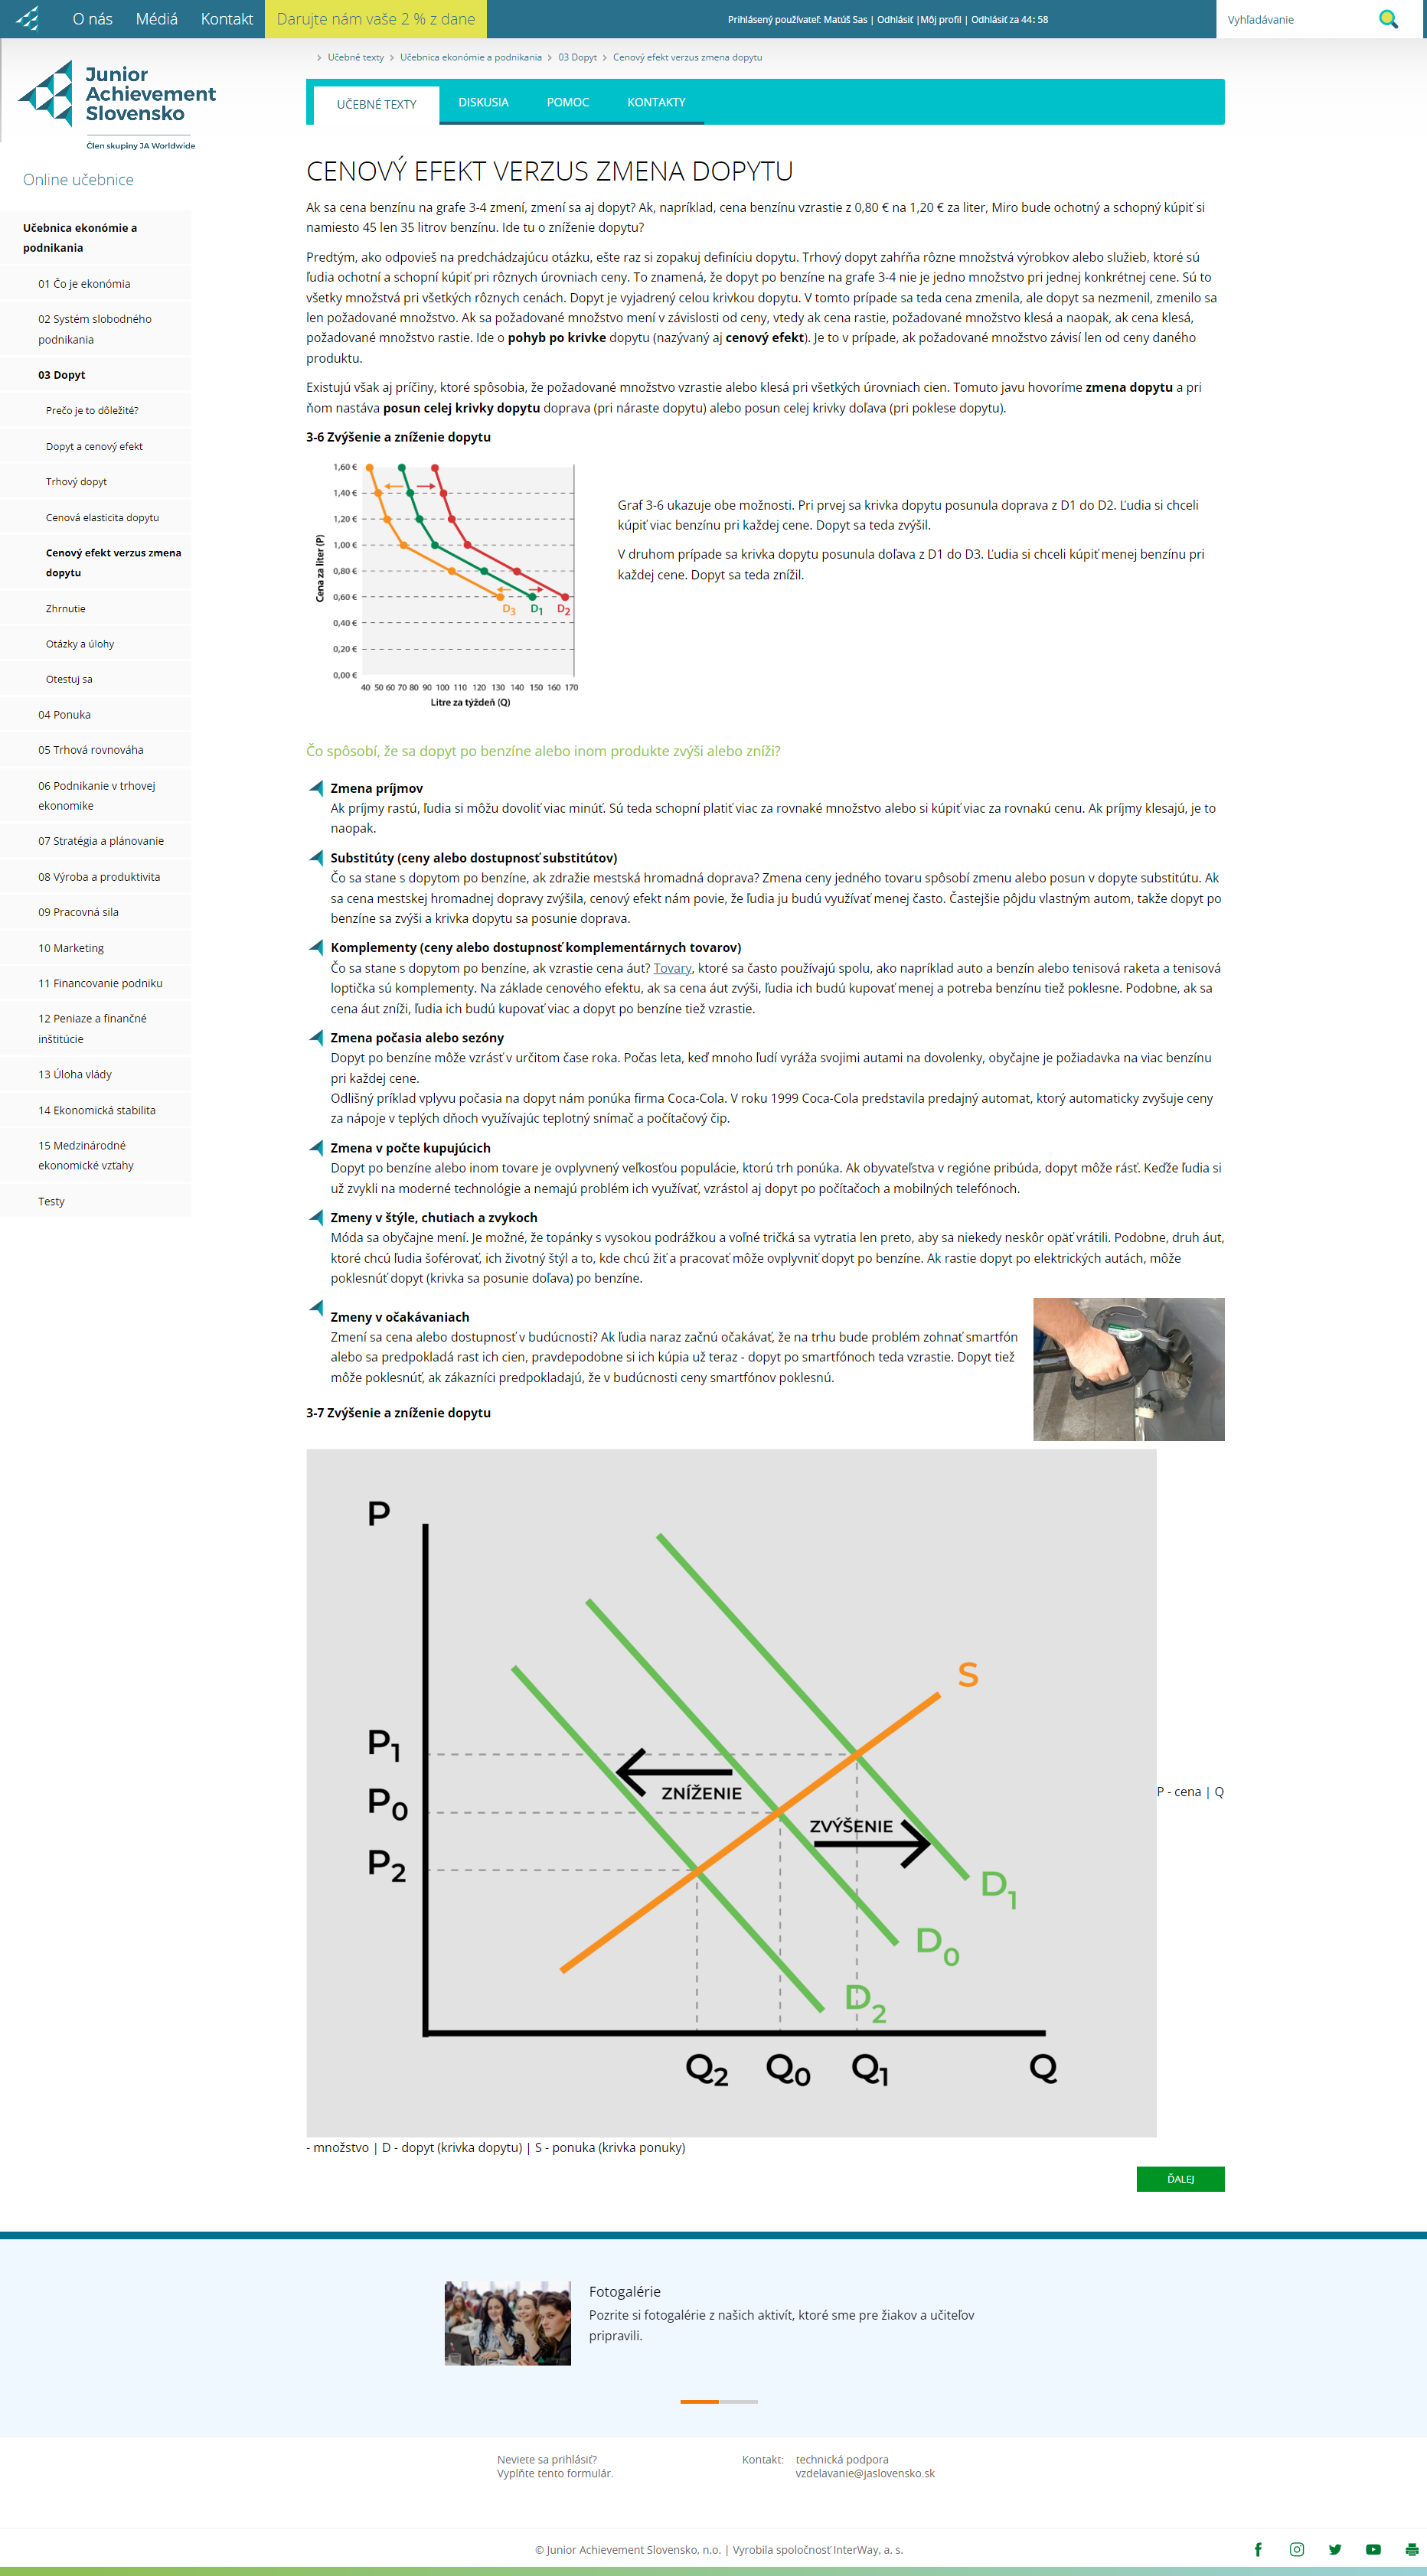 O nás Médiá Kontakt Darujte nám vaše 2 % z dane Prihlásený používateľ: Matúš Sas | Odhlásiť |Môj profil | Odhlásiť za 44: 58 Vyhľadávanie
Junior
Achievement
Slovensko
Člen skupiny JA Worldwide
Online učebnice
Učebnica ekonómie a
podnikania
01 Čo je ekonómia
02 Systém slobodného
podnikania
03 Dopyt
Prečo je to dôležité?
Dopyt a cenový efekt
Trhový dopyt
Cenová elasticita dopytu
Cenový efekt verzus zmena
dopytu
Zhrnutie
Otázky a úlohy
Otestuj sa
04 Ponuka
05 Trhová rovnováha
06 Podnikanie v trhovej
ekonomike
07 Stratégia a plánovanie
08 Výroba a produktivita
09 Pracovná sila
10 Marketing
11 Financovanie podniku
12 Peniaze a finančné
inštitúcie
13 Úloha vlády
14 Ekonomická stabilita
15 Medzinárodné
ekonomické vzťahy
Testy
Učebné texty Učebnica ekonómie a podnikania 03 Dopyt Cenový efekt verzus zmena dopytu
UČEBNÉ TEXTY DISKUSIA POMOC KONTAKTY
CENOVÝ EFEKT VERZUS ZMENA DOPYTU
Ak sa cena benzínu na grafe 3-4 zmení, zmení sa aj dopyt? Ak, napríklad, cena benzínu vzrastie z 0,80 € na 1,20 € za liter, Miro bude ochotný a schopný kúpiť si
namiesto 45 len 35 litrov benzínu. Ide tu o zníženie dopytu?
Predtým, ako odpovieš na predchádzajúcu otázku, ešte raz si zopakuj definíciu dopytu. Trhový dopyt zahŕňa rôzne množstvá výrobkov alebo služieb, ktoré sú
ľudia ochotní a schopní kúpiť pri rôznych úrovniach ceny. To znamená, že dopyt po benzíne na grafe 3-4 nie je jedno množstvo pri jednej konkrétnej cene. Sú to
všetky množstvá pri všetkých rôznych cenách. Dopyt je vyjadrený celou krivkou dopytu. V tomto prípade sa teda cena zmenila, ale dopyt sa nezmenil, zmenilo sa
len požadované množstvo. Ak sa požadované množstvo mení v závislosti od ceny, vtedy ak cena rastie, požadované množstvo klesá a naopak, ak cena klesá,
požadované množstvo rastie. Ide o pohyb po krivke dopytu (nazývaný aj cenový efekt). Je to v prípade, ak požadované množstvo závisí len od ceny daného
produktu.
Existujú však aj príčiny, ktoré spôsobia, že požadované množstvo vzrastie alebo klesá pri všetkých úrovniach cien. Tomuto javu hovoríme zmena dopytu a pri
ňom nastáva posun celej krivky dopytu doprava (pri náraste dopytu) alebo posun celej krivky doľava (pri poklese dopytu).
3-6 Zvýšenie a zníženie dopytu
1,60 €
1,40 €
1,20 €
1,00 €
0,80 €
0,60 €
0,40 €
0,20 €
0,00 €
Cena za liter (P)
D3 D1 D2
40 50 60 70 80 90 100 110 120 130 140 150 160 170
Litre za týždeň (Q)
Graf 3-6 ukazuje obe možnosti. Pri prvej sa krivka dopytu posunula doprava z D1 do D2. Ľudia si chceli
kúpiť viac benzínu pri každej cene. Dopyt sa teda zvýšil.
V druhom prípade sa krivka dopytu posunula doľava z D1 do D3. Ľudia si chceli kúpiť menej benzínu pri
každej cene. Dopyt sa teda znížil.
Čo spôsobí, že sa dopyt po benzíne alebo inom produkte zvýši alebo zníži?
Zmena príjmov
Ak príjmy rastú, ľudia si môžu dovoliť viac minúť. Sú teda schopní platiť viac za rovnaké množstvo alebo si kúpiť viac za rovnakú cenu. Ak príjmy klesajú, je to
naopak.
Substitúty (ceny alebo dostupnosť substitútov)
Čo sa stane s dopytom po benzíne, ak zdražie mestská hromadná doprava? Zmena ceny jedného tovaru spôsobí zmenu alebo posun v dopyte substitútu. Ak
sa cena mestskej hromadnej dopravy zvýšila, cenový efekt nám povie, že ľudia ju budú využívať menej často. Častejšie pôjdu vlastným autom, takže dopyt po
benzíne sa zvýši a krivka dopytu sa posunie doprava.
Komplementy (ceny alebo dostupnosť komplementárnych tovarov)
Čo sa stane s dopytom po benzíne, ak vzrastie cena áut? Tovary, ktoré sa často používajú spolu, ako napríklad auto a benzín alebo tenisová raketa a tenisová
loptička sú komplementy. Na základe cenového efektu, ak sa cena áut zvýši, ľudia ich budú kupovať menej a potreba benzínu tiež poklesne. Podobne, ak sa
cena áut zníži, ľudia ich budú kupovať viac a dopyt po benzíne tiež vzrastie.
Zmena počasia alebo sezóny
Dopyt po benzíne môže vzrásť v určitom čase roka. Počas leta, keď mnoho ľudí vyráža svojimi autami na dovolenky, obyčajne je požiadavka na viac benzínu
pri každej cene.
Odlišný príklad vplyvu počasia na dopyt nám ponúka firma Coca-Cola. V roku 1999 Coca-Cola predstavila predajný automat, ktorý automaticky zvyšuje ceny
za nápoje v teplých dňoch využívajúc teplotný snímač a počítačový čip.
Zmena v počte kupujúcich
Dopyt po benzíne alebo inom tovare je ovplyvnený veľkosťou populácie, ktorú trh ponúka. Ak obyvateľstva v regióne pribúda, dopyt môže rásť. Keďže ľudia si
už zvykli na moderné technológie a nemajú problém ich využívať, vzrástol aj dopyt po počítačoch a mobilných telefónoch.
Zmeny v štýle, chutiach a zvykoch
Móda sa obyčajne mení. Je možné, že topánky s vysokou podrážkou a voľné tričká sa vytratia len preto, aby sa niekedy neskôr opäť vrátili. Podobne, druh áut,
ktoré chcú ľudia šoférovať, ich životný štýl a to, kde chcú žiť a pracovať môže ovplyvniť dopyt po benzíne. Ak rastie dopyt po elektrických autách, môže
poklesnúť dopyt (krivka sa posunie doľava) po benzíne.
Zmeny v očakávaniach
Zmení sa cena alebo dostupnosť v budúcnosti? Ak ľudia naraz začnú očakávať, že na trhu bude problém zohnať smartfón
alebo sa predpokladá rast ich cien, pravdepodobne si ich kúpia už teraz - dopyt po smartfónoch teda vzrastie. Dopyt tiež
môže poklesnúť, ak zákazníci predpokladajú, že v budúcnosti ceny smartfónov poklesnú.
3-7 Zvýšenie a zníženie dopytu
P
S
P1
ZNÍŽENIE
P0
ZVÝŠENIE
P2
D1
D0
D2
Q2 Q0 Q1 Q
P - cena | Q
- množstvo | D - dopyt (krivka dopytu) | S - ponuka (krivka ponuky)
ĎALEJ
Fotogalérie
Pozrite si fotogalérie z našich aktivít, ktoré sme pre žiakov a učiteľov
pripravili.
Neviete sa prihlásiť? Kontakt: technická podpora
Vyplňte tento formulár. vzdelavanie@jaslovensko.sk
© Junior Achievement Slovensko, n.o. | Vyrobila spoločnosť InterWay, a. s.